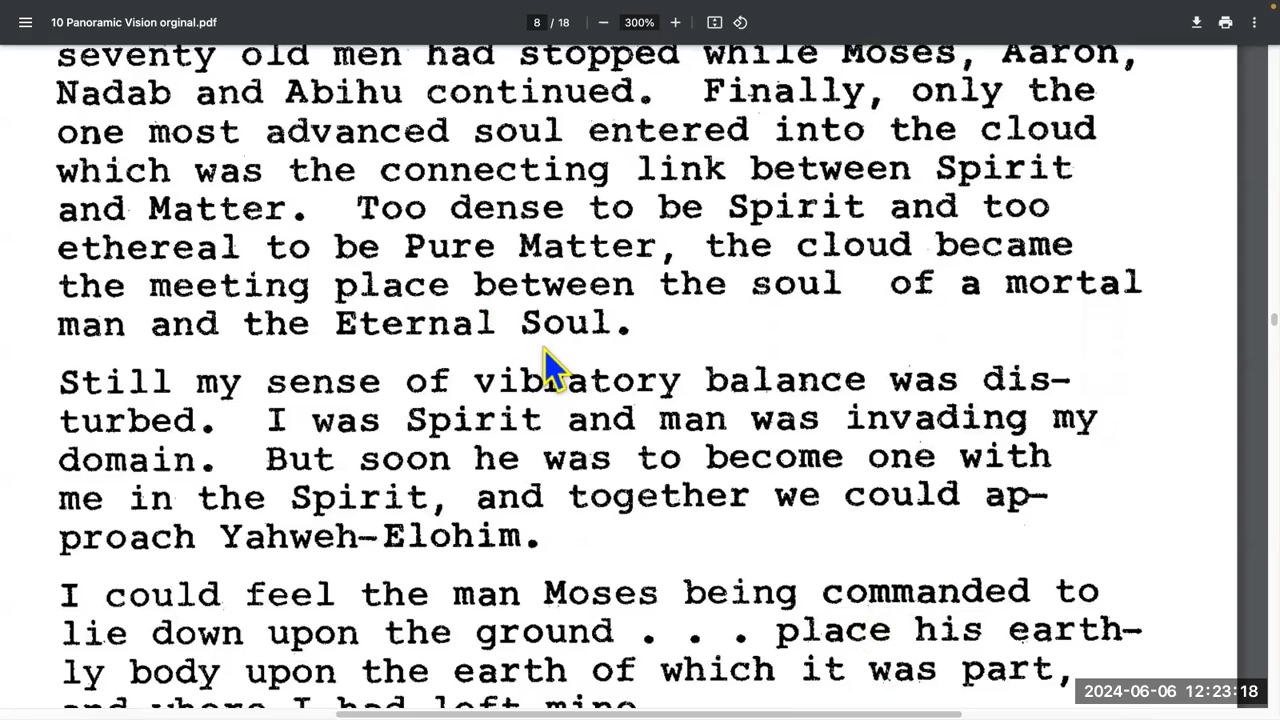 10 Panoramic Vision orginal.pdf 8 / 18 300%
seventy old men had stopped while Moses, Aaron,
Nadab and Abihu continued. Finally, only the
one most advanced soul entered into the cloud
which was the connecting link between Spirit
and Matter. Too dense to be Spirit and too
ethereal to be Pure Matter, the cloud became
the meeting place between the soul of a mortal
man and the Eternal Soul.
Still my sense of vibratory balance was dis-
turbed. I was Spirit and man was invading my
domain. But soon he was to become one with
me in the Spirit, and together we could ap-
proach Yahweh-Elohim.
I could feel the man Moses being commanded to
lie down upon the ground . . . place his earth-
ly body upon the earth of which it was part,
and where I had left mine
2024-06-06 12:23:18